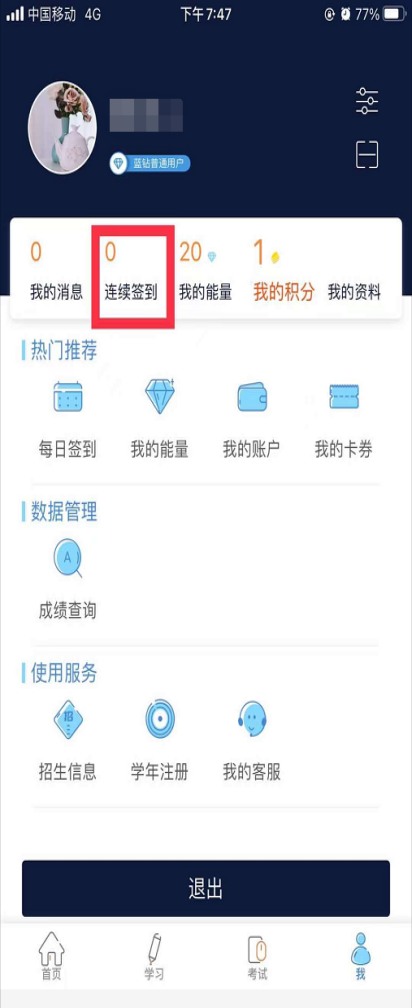 中国移动 4G 下午7:47 77%
蓝钻普通用户
0 0 20 1
我的消息 连续签到 我的能量 我的积分 我的资料
热门推荐
每日签到 我的能量 我的账户 我的卡券
数据管理
A
成绩查询
使用服务
18
招生信息 学年注册 我的客服
退出
首页 学习 考试 我